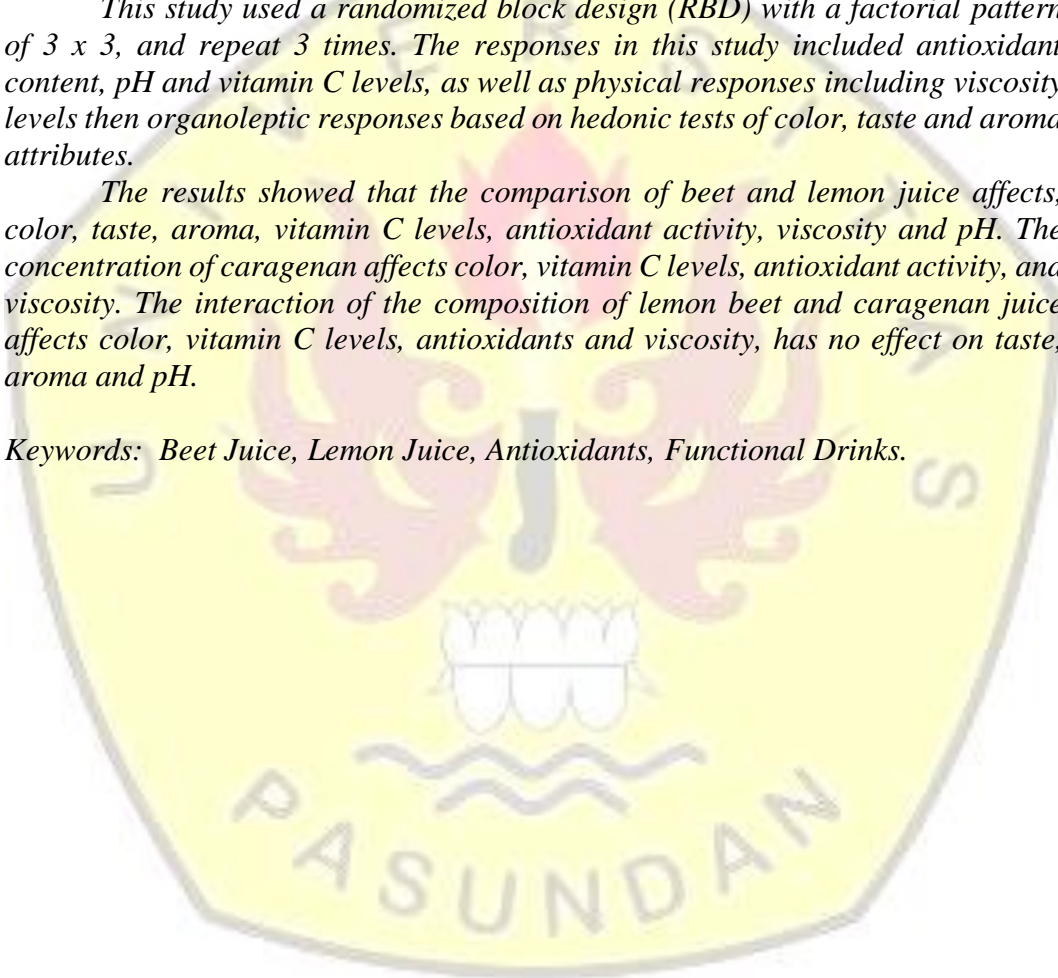 This study used a randomized block design (RBD) with a factorial pattern
of 3 x 3, and repeat 3 times. The responses in this study included antioxidant
content, pH and vitamin C levels, as well as physical responses including viscosity
levels then organoleptic responses based on hedonic tests of color, taste and aroma
attributes.
The results showed that the comparison of beet and lemon juice affects,
color, taste, aroma, vitamin C levels, antioxidant activity, viscosity and pH. The
concentration of caragenan affects color, vitamin C levels, antioxidant activity, and
viscosity. The interaction of the composition of lemon beet and caragenan juice
affects color, vitamin C levels, antioxidants and viscosity, has no effect on taste,
aroma and pH.
Keywords: Beet Juice, Lemon Juice, Antioxidants, Functional Drinks.
UNIVERSITAS
PASUNDAN